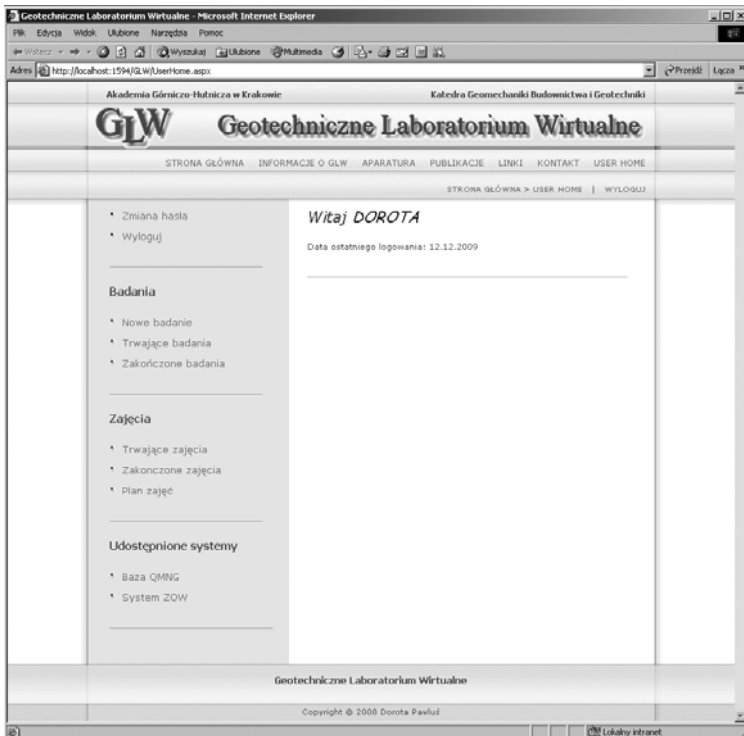 Geotechniczne Laboratorium Wirtualne - Microsoft Internet Explorer
Plik Edycja Widok Ulubione Narzędzia Pomoc
Wstecz Wyszukaj Ulubione Multimedia
Adres http://localhost:1594/GLW/UserHome.aspx Przejdź Łącza »
Akademia Górniczo-Hutnicza w Krakowie Katedra Geomechaniki Budownictwa i Geotechniki
GLW Geotechniczne Laboratorium Wirtualne
STRONA GŁÓWNA INFORMACJE O GLW APARATURA PUBLIKACJE LINKI KONTAKT USER HOME
STRONA GŁÓWNA > USER HOME | WYLOGUJ
Zmiana hasła
Wyloguj
Witaj DOROTA
Data ostatniego logowania: 12.12.2009
Badania
Nowe badanie
Trwające badania
Zakończone badania
Zajęcia
Trwające zajęcia
Zakonczone zajęcia
Plan zajęć
Udostępnione systemy
Baza QMNG
System ZOW
Geotechniczne Laboratorium Wirtualne
Copyright © 2008 Dorota Pawluś
Lokalny intranet